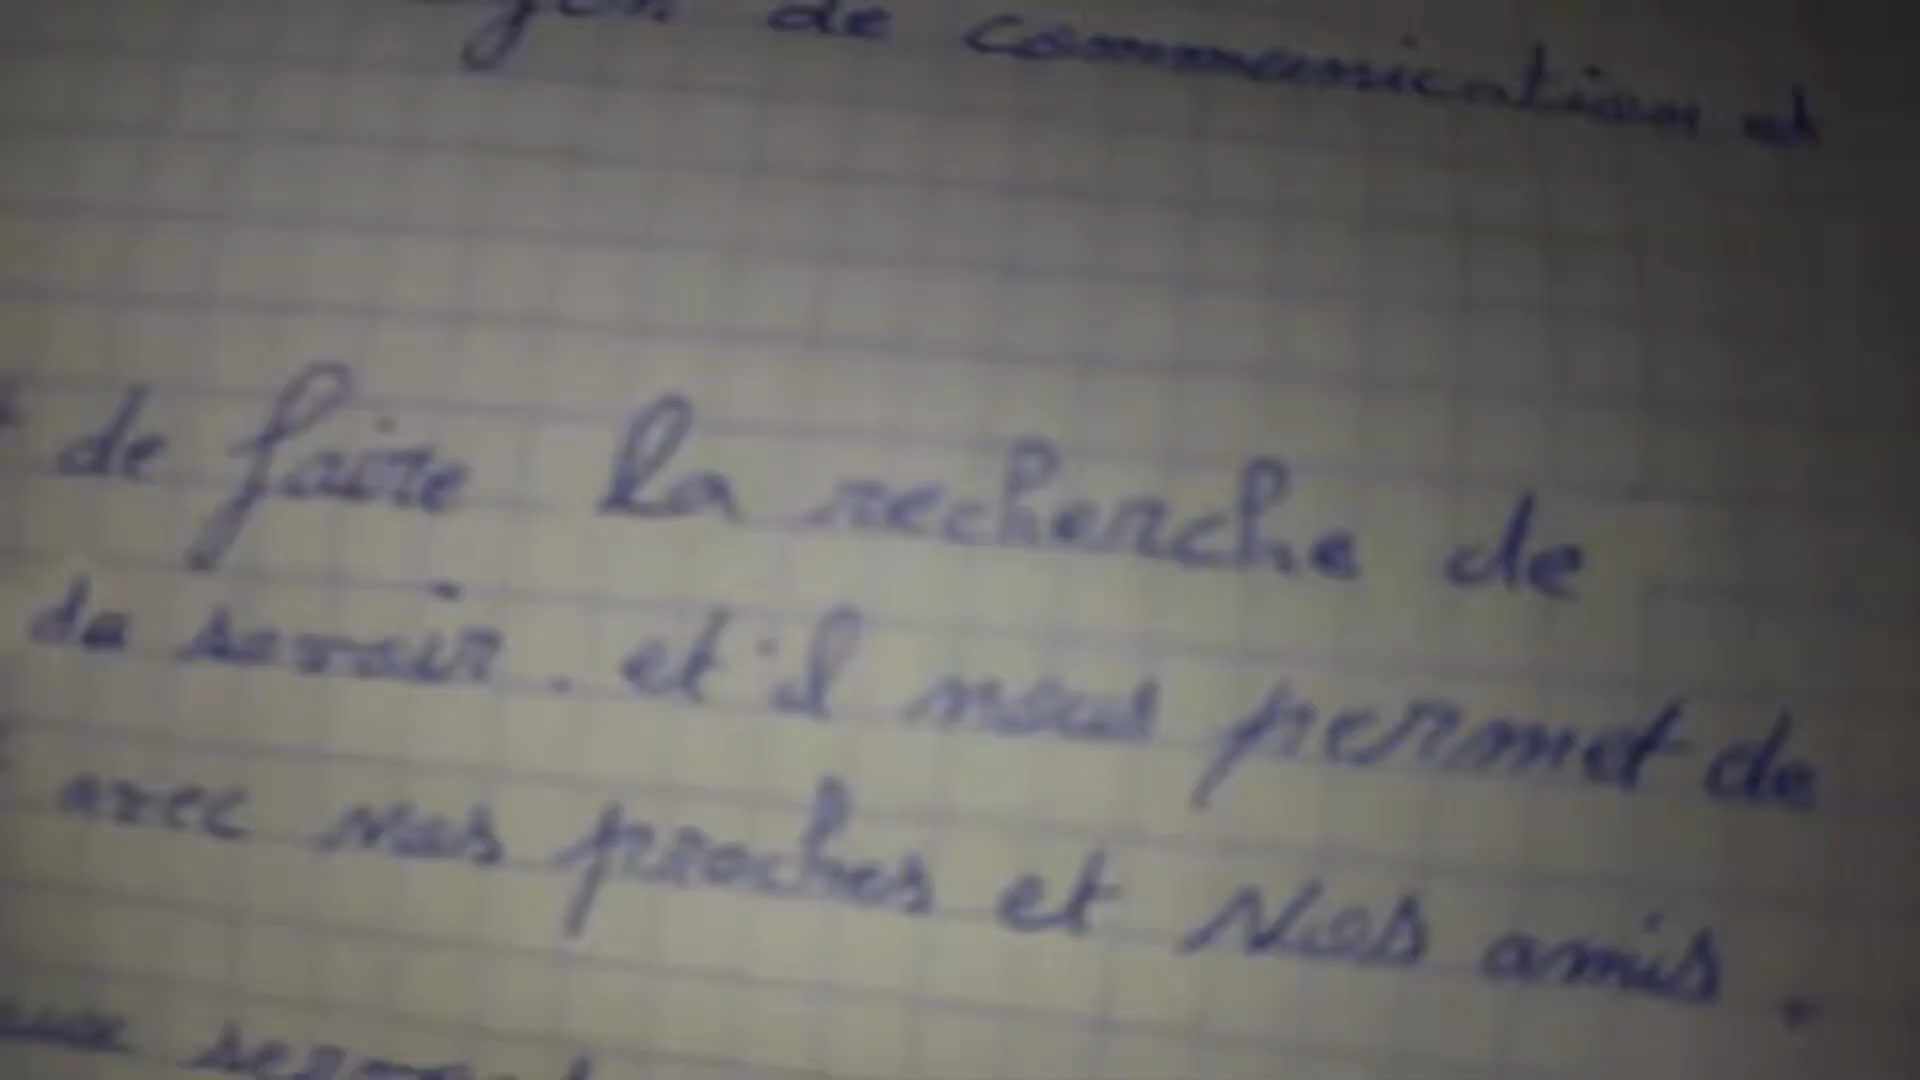 de communication et
de faire la recherche de
de savoir. et il nous permet de
avec Nos proches et Nos amis.